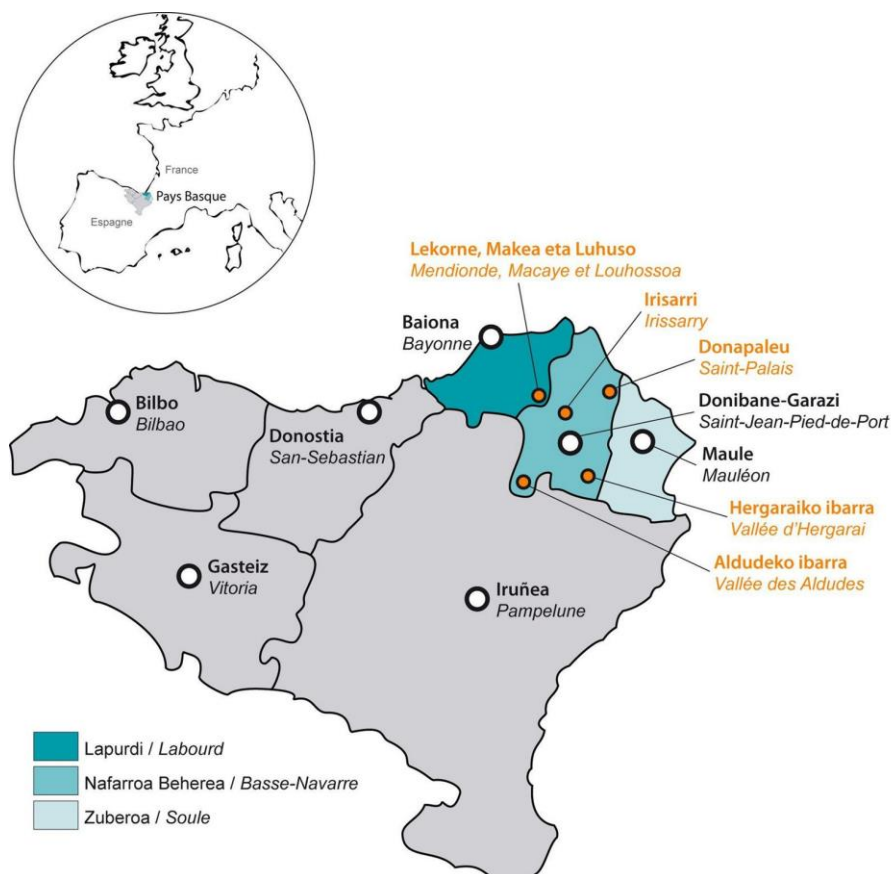 France
Pays Basque
Espagne
Lekorne, Makea eta Luhuso
Mendionde, Macaye et Louhossoa
Irisarri
Irissarry
Baiona
Bayonne
Donapaleu
Saint-Palais
Bilbo
Bilbao
Donostia
San-Sebastian
Donibane-Garazi
Saint-Jean-Pied-de-Port
Maule
Mauléon
Hergaraiko ibarra
Vallée d'Hergarai
Aldudeko ibarra
Vallée des Aldudes
Gasteiz
Vitoria
Iruñea
Pampelune
Lapurdi / Labourd
Nafarroa Beherea / Basse-Navarre
Zuberoa / Soule